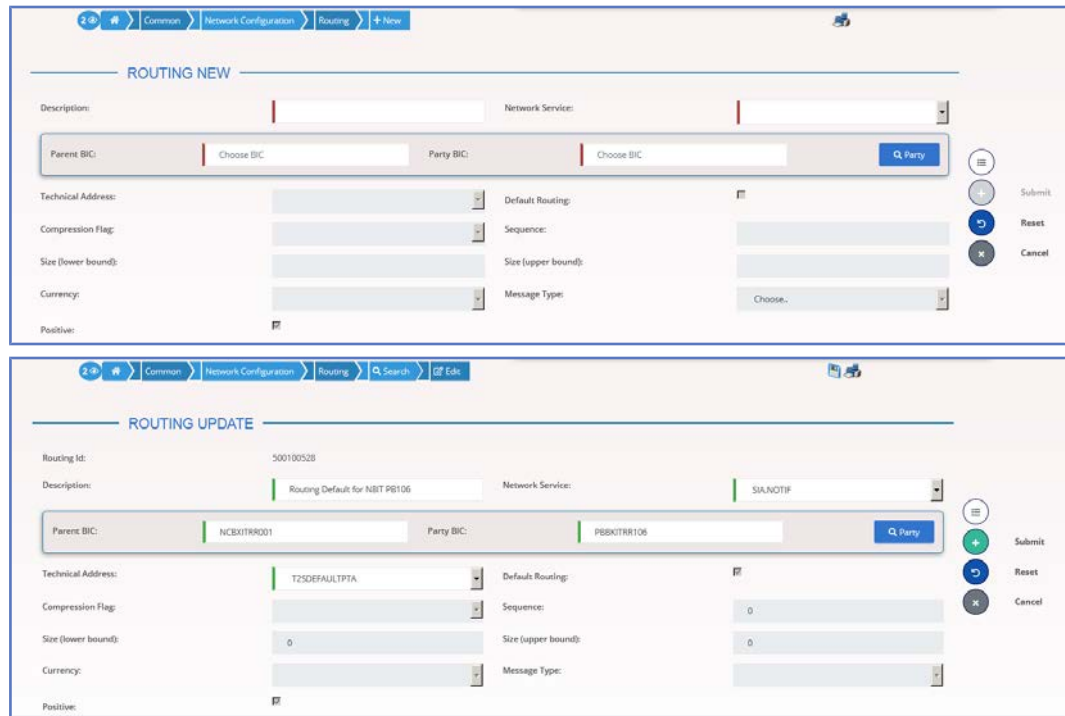 2 Common Network Configuration Routing + New
ROUTING NEW
Description: Network Service:
Parent BIC: Choose BIC Party BIC: Choose BIC Party
Technical Address: Default Routing: Submit
Compression Flag: Sequence: Reset
Size (lower bound): Size (upper bound): Cancel
Currency: Message Type: Choose..
Positive:
2 Common Network Configuration Routing Search Edit
ROUTING UPDATE
Routing Id: 500100528
Description: Routing Default for NBIT PB106 Network Service: SIA.NOTIF
Parent BIC: NCBXITRR001 Party BIC: PBBKITRR106 Party
Submit
Technical Address: T2SDEFAULTPTA Default Routing: Reset
Compression Flag: Sequence: 0 Cancel
Size (lower bound): 0 Size (upper bound): 0
Currency: Message Type:
Positive: